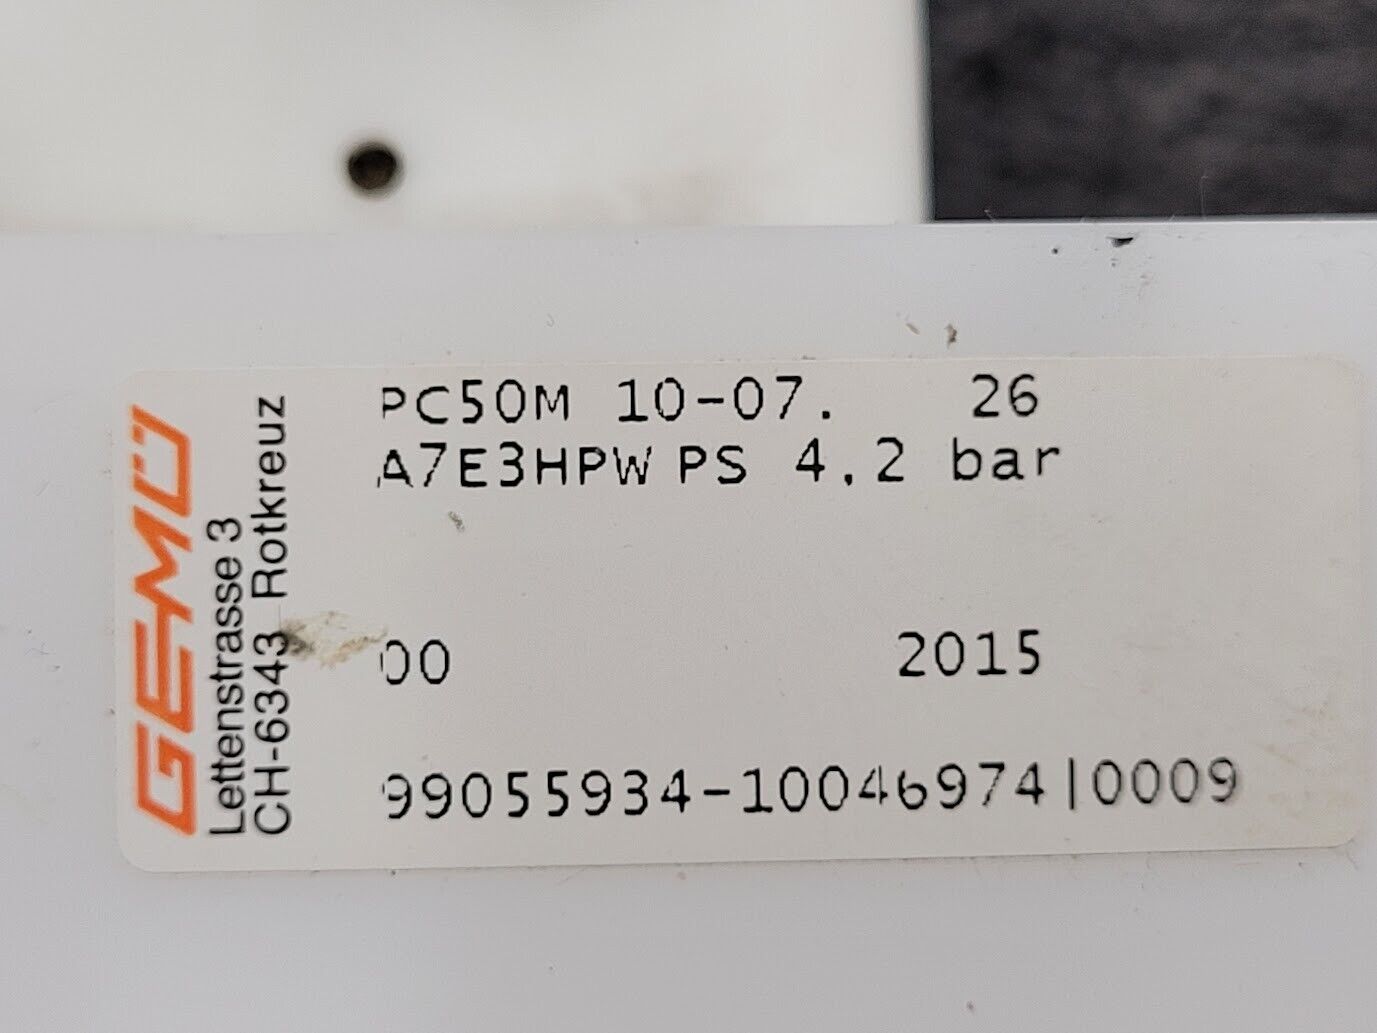 GEMÜ
Lettenstrasse 3
CH-6343 Rotkreuz
PC50M 10-07. 26
A7E3HPW PS 4,2 bar
00 2015
99055934-10046974|0009